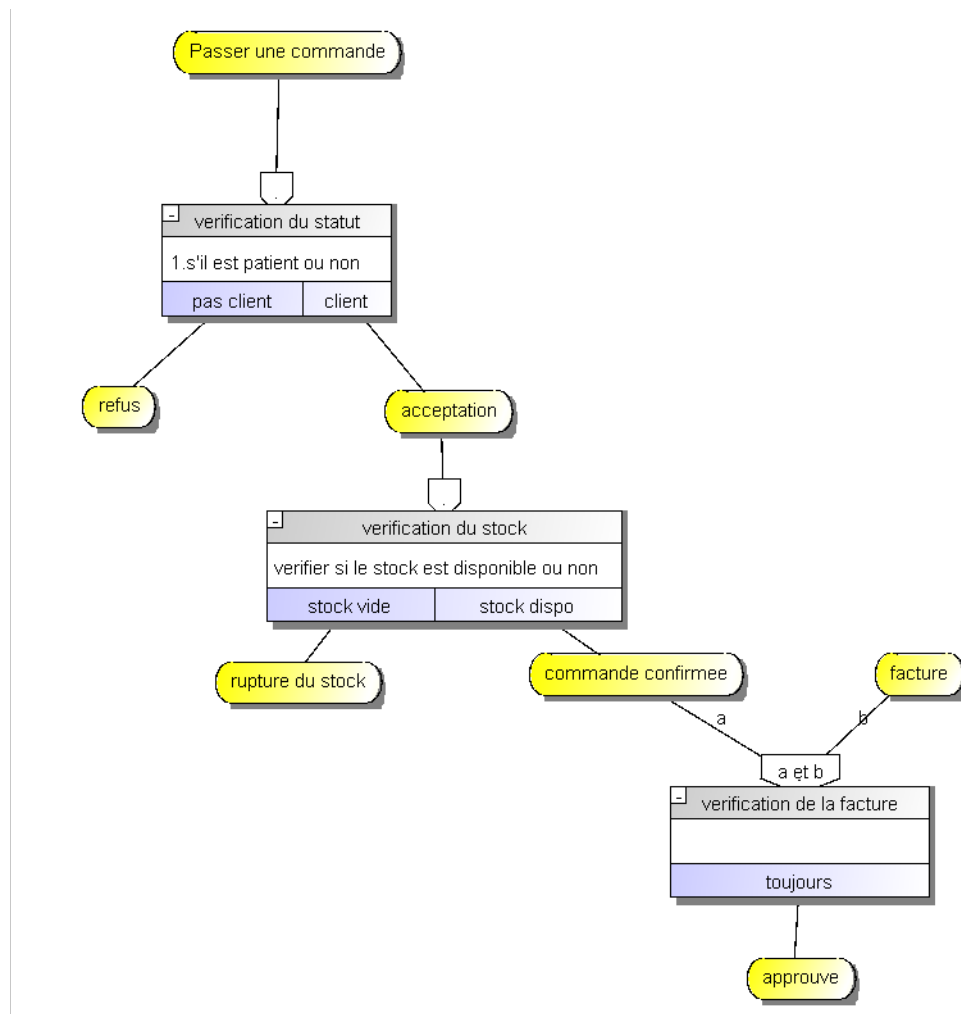 Passer une commande
verification du statut
1.s'il est patient ou non
pas client
client
refus
acceptation
verification du stock
verifier si le stock est disponible ou non
stock vide
stock dispo
rupture du stock
commande confirmee
facture
a
b
a et b
verification de la facture
toujours
approuve